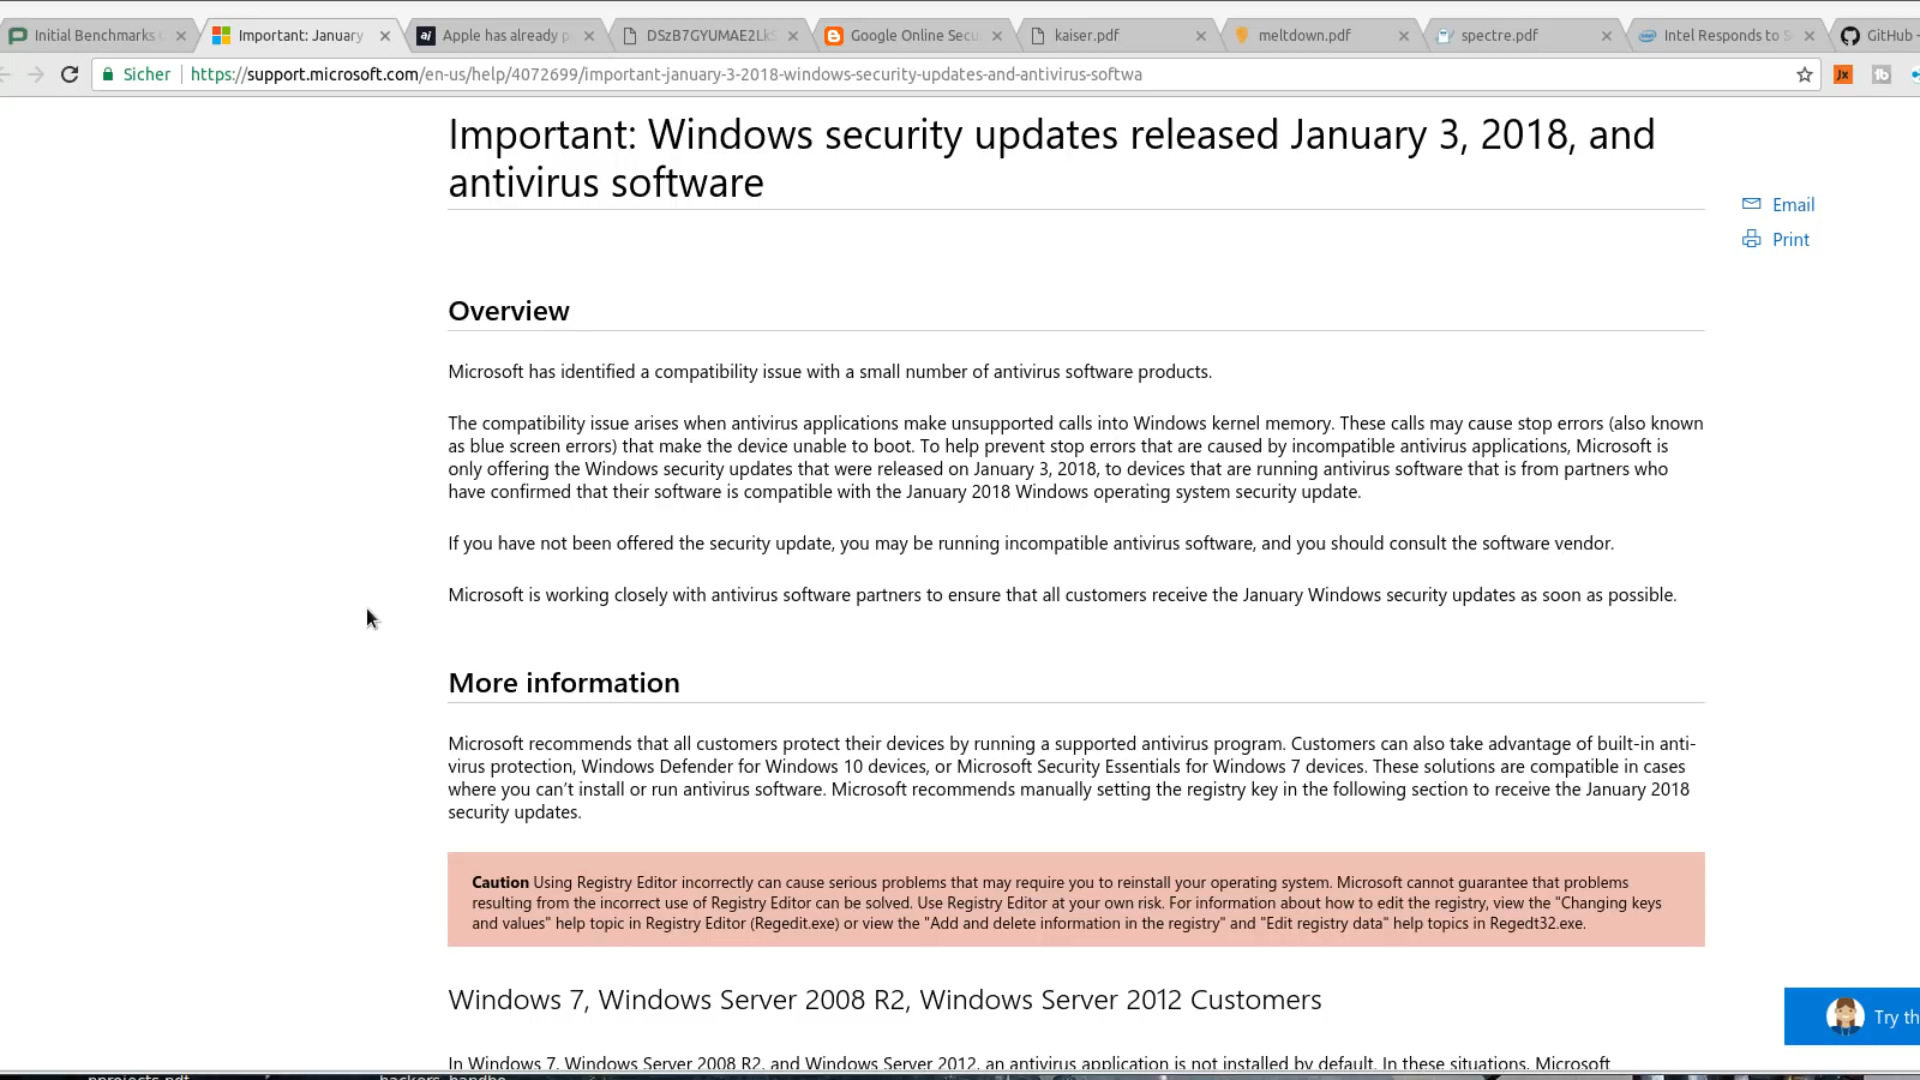 Initial Benchmarks
Important: January
Apple has already p
DSzB7GYUMAE2LkS
Google Online Secu
kaiser.pdf
meltdown.pdf
spectre.pdf
Intel Responds to S
GitHub -
Sicher
https://support.microsoft.com/en-us/help/4072699/important-january-3-2018-windows-security-updates-and-antivirus-softwa
Important: Windows security updates released January 3, 2018, and
antivirus software
Email
Print
Overview
Microsoft has identified a compatibility issue with a small number of antivirus software products.
The compatibility issue arises when antivirus applications make unsupported calls into Windows kernel memory. These calls may cause stop errors (also known
as blue screen errors) that make the device unable to boot. To help prevent stop errors that are caused by incompatible antivirus applications, Microsoft is
only offering the Windows security updates that were released on January 3, 2018, to devices that are running antivirus software that is from partners who
have confirmed that their software is compatible with the January 2018 Windows operating system security update.
If you have not been offered the security update, you may be running incompatible antivirus software, and you should consult the software vendor.
Microsoft is working closely with antivirus software partners to ensure that all customers receive the January Windows security updates as soon as possible.
More information
Microsoft recommends that all customers protect their devices by running a supported antivirus program. Customers can also take advantage of built-in anti-
virus protection, Windows Defender for Windows 10 devices, or Microsoft Security Essentials for Windows 7 devices. These solutions are compatible in cases
where you can’t install or run antivirus software. Microsoft recommends manually setting the registry key in the following section to receive the January 2018
security updates.
Caution Using Registry Editor incorrectly can cause serious problems that may require you to reinstall your operating system. Microsoft cannot guarantee that problems
resulting from the incorrect use of Registry Editor can be solved. Use Registry Editor at your own risk. For information about how to edit the registry, view the "Changing keys
and values" help topic in Registry Editor (Regedit.exe) or view the "Add and delete information in the registry" and "Edit registry data" help topics in Regedt32.exe.
Windows 7, Windows Server 2008 R2, Windows Server 2012 Customers
Try th
In Windows 7, Windows Server 2008 R2, and Windows Server 2012, an antivirus application is not installed by default. In these situations, Microsoft